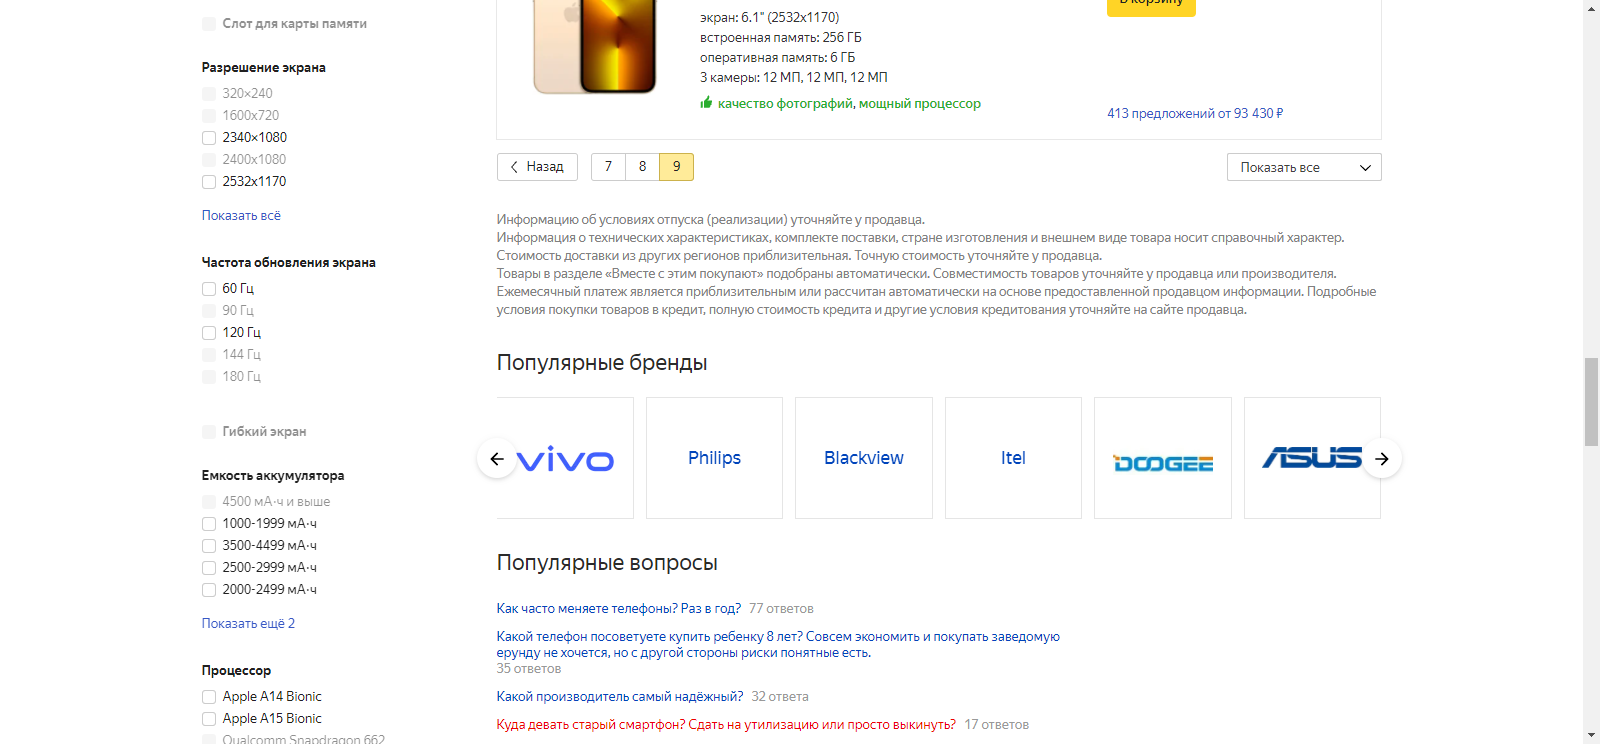 Слот для карты памяти
Разрешение экрана
320×240
1600x720
2340×1080
2400x1080
2532x1170
Показать всё
Частота обновления экрана
60 Гц
90 Гц
120 Гц
144 Гц
180 Гц
Гибкий экран
Емкость аккумулятора
4500 мА·ч и выше
1000-1999 мА·ч
3500-4499 мА·ч
2500-2999 мА·ч
2000-2499 мА·ч
Показать ещё 2
Процессор
Apple A14 Bionic
Apple A15 Bionic
Qualcomm Snapdragon 662
В корзину
экран: 6.1" (2532x1170)
встроенная память: 256 ГБ
оперативная память: 6 ГБ
3 камеры: 12 МП, 12 МП, 12 МП
качество фотографий, мощный процессор
413 предложений от 93 430 ₽
Назад
7
8
9
Показать все
Информацию об условиях отпуска (реализации) уточняйте у продавца.
Информация о технических характеристиках, комплекте поставки, стране изготовления и внешнем виде товара носит справочный характер.
Стоимость доставки из других регионов приблизительная. Точную стоимость уточняйте у продавца.
Товары в разделе «Вместе с этим покупают» подобраны автоматически. Совместимость товаров уточняйте у продавца или производителя.
Ежемесячный платеж является приблизительным или рассчитан автоматически на основе предоставленной продавцом информации. Подробные
условия покупки товаров в кредит, полную стоимость кредита и другие условия кредитования уточняйте на сайте продавца.
Популярные бренды
vivo
Philips
Blackview
Itel
DOOGEE
ASUS
Популярные вопросы
Как часто меняете телефоны? Раз в год? 77 ответов
Какой телефон посоветуете купить ребенку 8 лет? Совсем экономить и покупать заведомую
ерунду не хочется, но с другой стороны риски понятные есть.
35 ответов
Какой производитель самый надёжный? 32 ответа
Куда девать старый смартфон? Сдать на утилизацию или просто выкинуть? 17 ответов